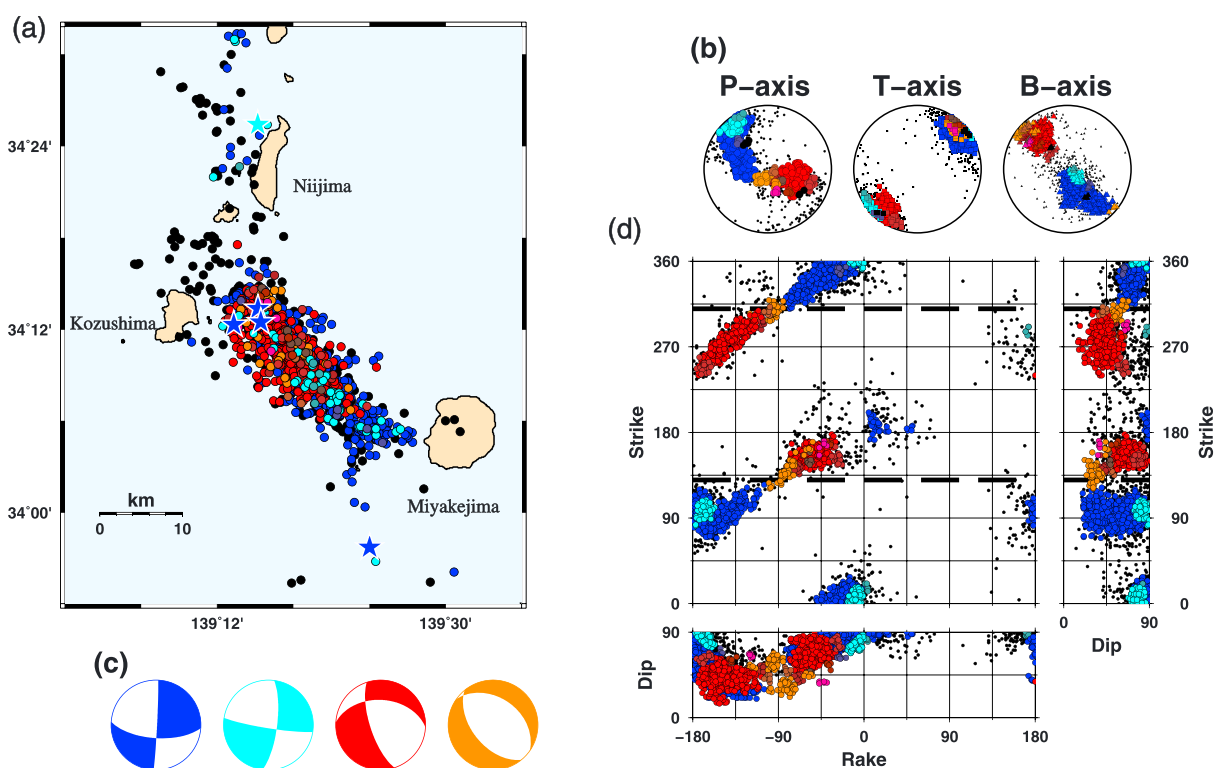 (a)
34°24'
34°12'
34°00'
139°12'
139°30'
Niijima
Kozushima
Miyakejima
km
0 10
(b)
P−axis T−axis B−axis
(c)
(d)
Strike
360
270
180
90
0
Dip
90
0
−180 −90 0 90 180
Rake
360
270
180
90
0
Strike
0 90
Dip